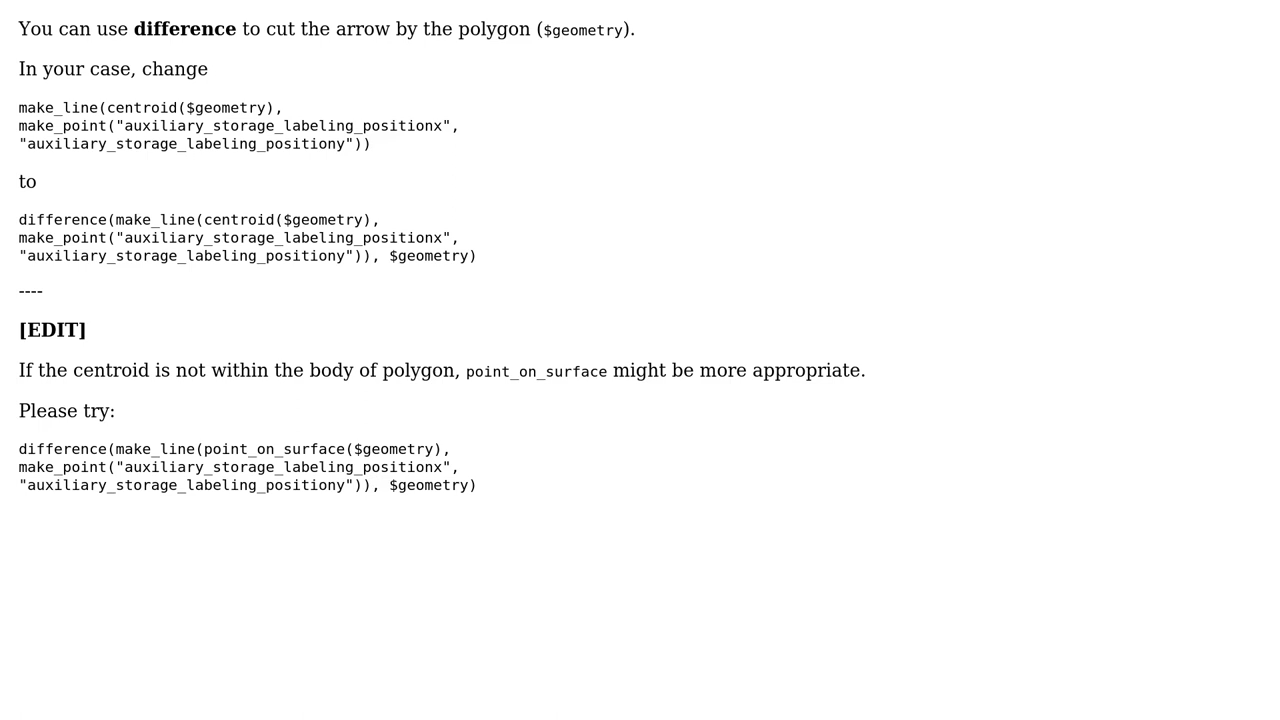 You can use difference to cut the arrow by the polygon ($geometry).
In your case, change
make_line(centroid($geometry),
make_point("auxiliary_storage_labeling_positionx",
"auxiliary_storage_labeling_positiony"))
to
difference(make_line(centroid($geometry),
make_point("auxiliary_storage_labeling_positionx",
"auxiliary_storage_labeling_positiony")), $geometry)
----
[EDIT]
If the centroid is not within the body of polygon, point_on_surface might be more appropriate.
Please try:
difference(make_line(point_on_surface($geometry),
make_point("auxiliary_storage_labeling_positionx",
"auxiliary_storage_labeling_positiony")), $geometry)